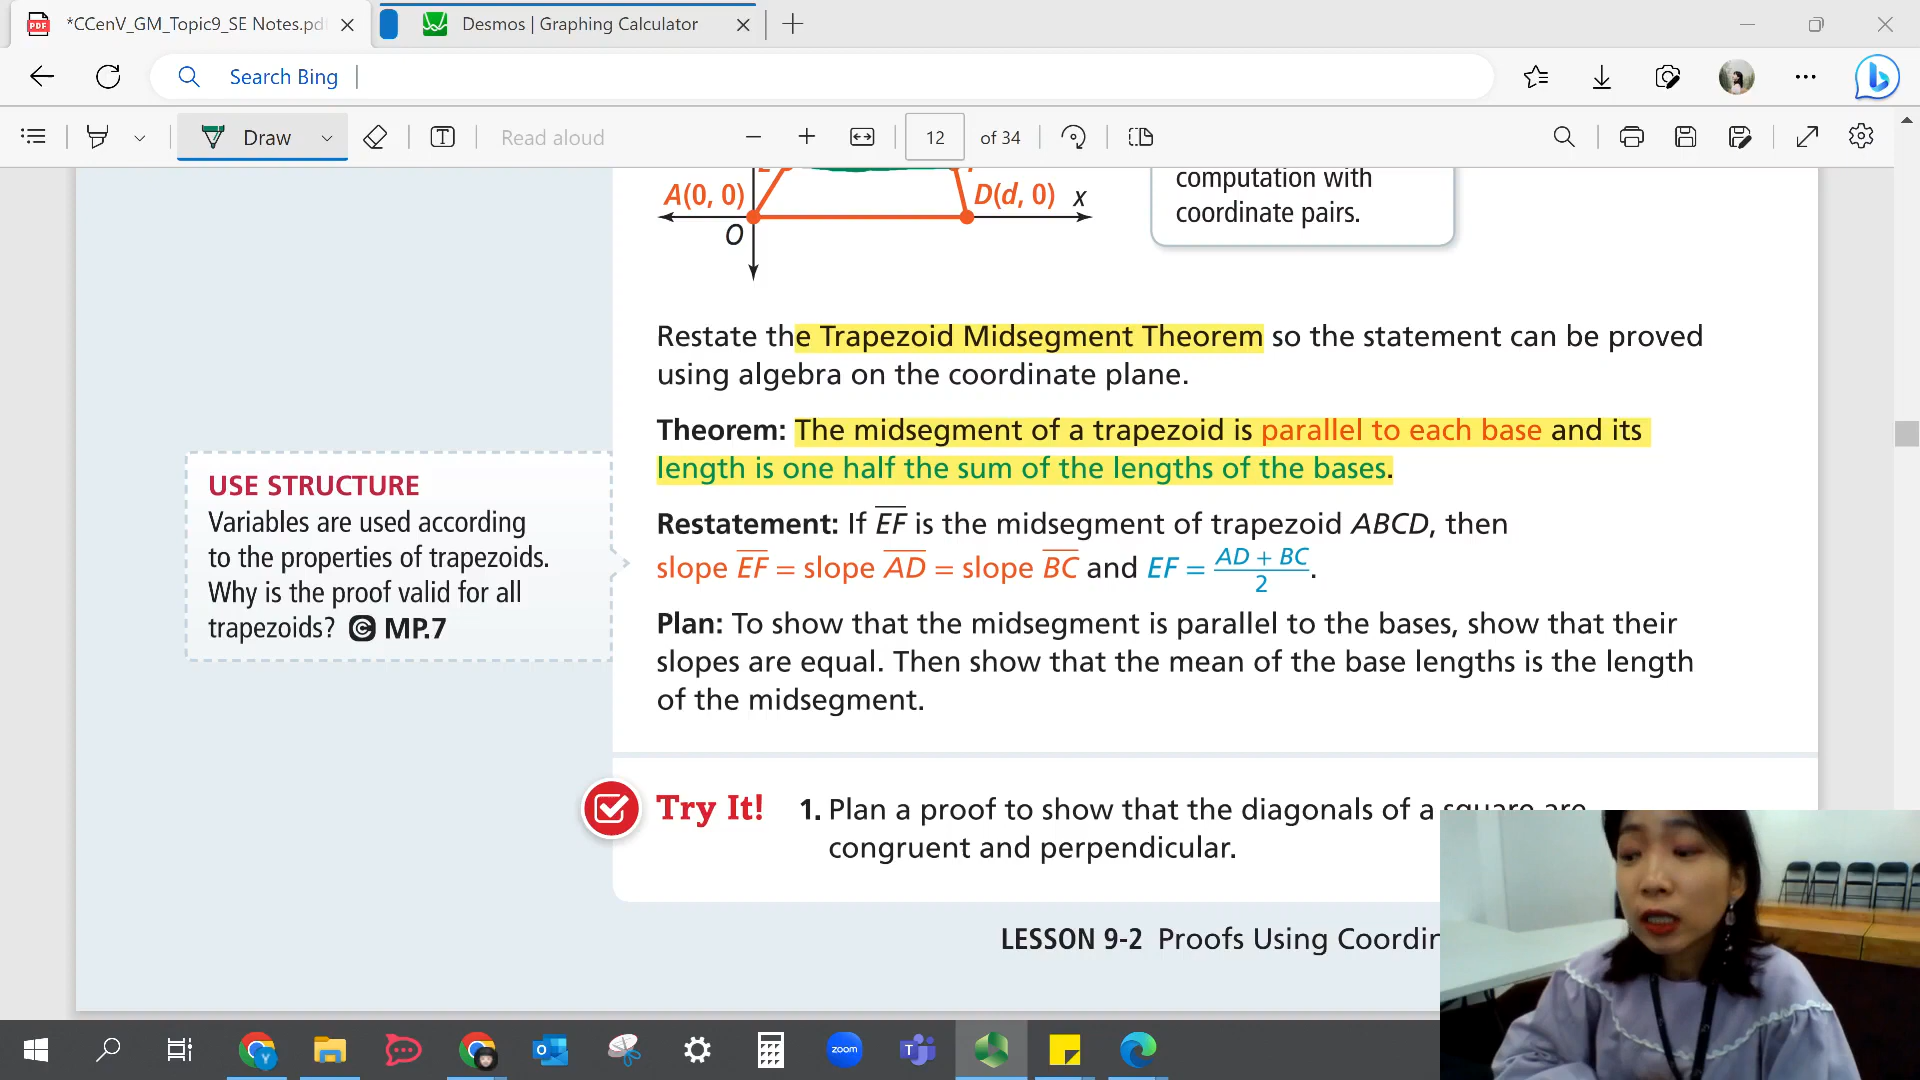 *CCenV_GM_Topic9_SE Notes.pdf
Desmos | Graphing Calculator
Search Bing
Draw
T
Read aloud
12
of 34
A(0, 0)
D(d, 0)
x
O
computation with
coordinate pairs.
Restate the Trapezoid Midsegment Theorem so the statement can be proved
using algebra on the coordinate plane.
Theorem: The midsegment of a trapezoid is parallel to each base and its
length is one half the sum of the lengths of the bases.
USE STRUCTURE
Variables are used according
to the properties of trapezoids.
Why is the proof valid for all
trapezoids? MP.7
Restatement: If EF is the midsegment of trapezoid ABCD, then
slope EF = slope AD = slope BC and EF = AD + BC / 2.
Plan: To show that the midsegment is parallel to the bases, show that their
slopes are equal. Then show that the mean of the base lengths is the length
of the midsegment.
Try It!
1. Plan a proof to show that the diagonals of a square are
congruent and perpendicular.
LESSON 9-2 Proofs Using Coordin
zoom